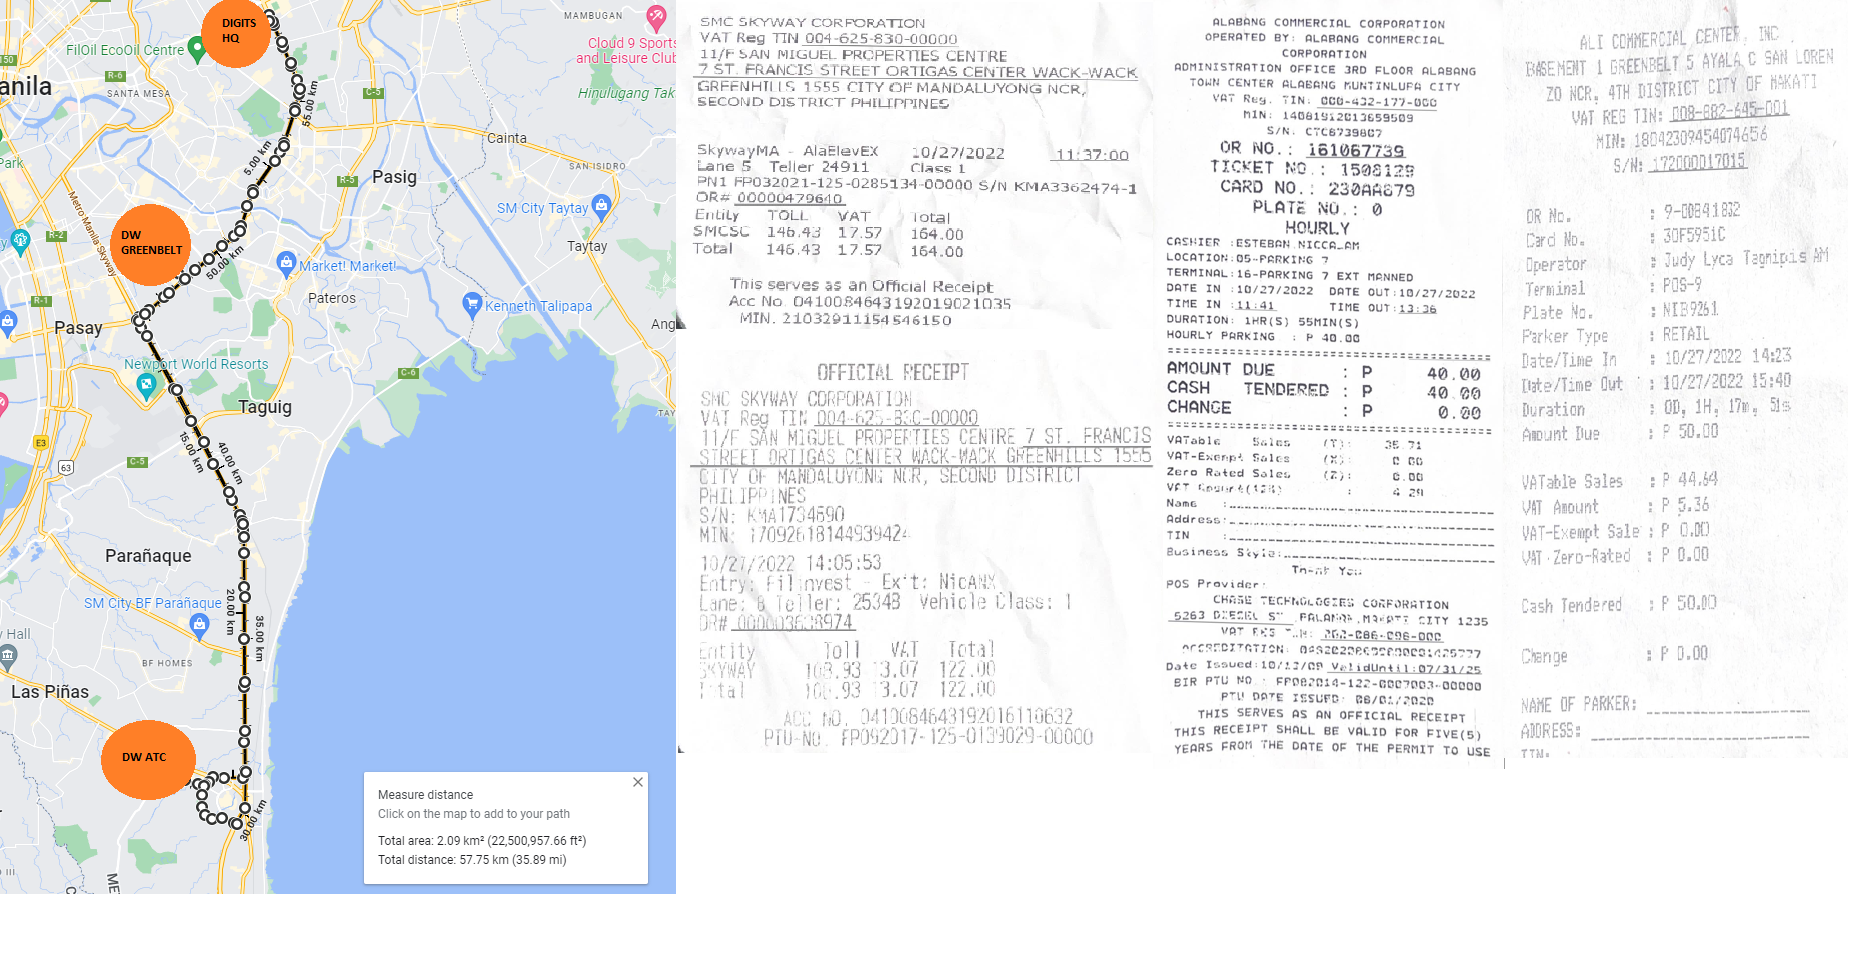 DIGITS
HQ
MAMBUGAN
Cloud 9 Sports
and Leisure Club
FilOil EcoOil Centre
R-6
SANTA MESA
C-5
Hinulugang Tak
anila
55.00 km
Park
5.00 km
Cainta
SAN ISIDRO
R-5
Pasig
Metro Manila Skyway
SM City Taytay
R-2
DW
GREENBELT
Taytay
50.00 km
Market! Market!
R-1
Pateros
Kenneth Talipapa
Pasay
Ang
Newport World Resorts
C-6
Taguig
TAY
E3
15.00 km
40.00 km
63
C-5
Parañaque
SM City BF Parañaque
20.00 km
35.00 km
y Hall
BF HOMES
Las Piñas
DW ATC
30.00 km
Measure distance
Click on the map to add to your path
Total area: 2.09 km² (22,500,957.66 ft²)
Total distance: 57.75 km (35.89 mi)
SMC SKYWAY CORPORATION
VAT Reg TIN 004-625-830-00000
11/F SAN MIGUEL PROPERTIES CENTRE
7 ST. FRANCIS STREET ORTIGAS CENTER WACK-WACK
GREENHILLS 1555 CITY OF MANDALUYONG NCR,
SECOND DISTRICT PHILIPPINES
SkywayMA - AlaElevEX 10/27/2022 11:37:00
Lane 5 Teller 24911 Class 1
PN1 FP032021-125-0285134-00000 S/N KMA3362474-1
OR# 00000479640
Entity TOLL VAT Total
SMCSC 146.43 17.57 164.00
Total 146.43 17.57 164.00
This serves as an Official Receipt
Acc No. 0410084643192019021035
MIN. 21032911154546150
OFFICIAL RECEIPT
SMC SKYWAY CORPORATION
VAT Reg TIN 004-625-830-00000
11/F SAN MIGUEL PROPERTIES CENTRE 7 ST. FRANCIS
STREET ORTIGAS CENTER WACK-WACK GREENHILLS 1555
CITY OF MANDALUYONG NCR, SECOND DISTRICT
PHILIPPINES
S/N: KMA1734690
MIN: 17092618144939424
10/27/2022 14:05:53
Entry: Filinvest - Exit: NicANX
Lane: 8 Teller: 25348 Vehicle Class: 1
OR# 0000003638974
Entity Toll VAT Total
SKYWAY 108.93 13.07 122.00
Total 108.93 13.07 122.00
ACC NO. 0410084643192016110632
PTU-No. FP092017-125-0139029-00000
ALABANG COMMERCIAL CORPORATION
OPERATED BY: ALABANG COMMERCIAL
CORPORATION
ADMINISTRATION OFFICE 3RD FLOOR ALABANG
TOWN CENTER ALABANG MUNTINLUPA CITY
VAT Reg. TIN: 000-432-177-000
MIN: 14081912013659509
S/N: CTC8739807
OR NO.: 161067739
TICKET NO.: 1508129
CARD NO.: 230AA879
PLATE NO.: 0
HOURLY
CASHIER :ESTEBAN.NICCA.AM
LOCATION:05-PARKING 7
TERMINAL:16-PARKING 7 EXT MANNED
DATE IN :10/27/2022 DATE OUT:10/27/2022
TIME IN :11:41 TIME OUT:13:36
DURATION: 1HR(S) 55MIN(S)
HOURLY PARKING : P 40.00
AMOUNT DUE : P 40.00
CASH TENDERED : P 40.00
CHANGE : P 0.00
VATable Sales (V): 35.71
VAT-Exempt Sales (X): 0.00
Zero Rated Sales (Z): 0.00
VAT Amount(12%) : 4.29
Name :
Address:
TIN :
Business Style:
Thank You
POS Provider:
CHASE TECHNOLOGIES CORPORATION
5263 DIESEL ST. PALANAN,MAKATI CITY 1235
VAT REG TIN: 202-086-096-000
ACCREDITATION:
Date Issued:10/12/09 ValidUntil:07/31/25
BIR PTU NO.: FP082014-122-0007003-00000
PTU DATE ISSUED: 08/01/2020
THIS SERVES AS AN OFFICIAL RECEIPT
THIS RECEIPT SHALL BE VALID FOR FIVE(5)
YEARS FROM THE DATE OF THE PERMIT TO USE
ALI COMMERCIAL CENTER, INC.
BASEMENT 1 GREENBELT 5 AYALA C SAN LOREN
ZO NCR, 4TH DISTRICT CITY OF MAKATI
VAT REG TIN: 008-882-645-001
MIN: 18042309454074656
S/N: 172000017015
OR No. : 9-00841832
Card No. : 30F5951C
Operator : Judy Lyca Tagnipis AM
Terminal : POS-9
Plate No. : NIB9261
Parker Type : RETAIL
Date/Time In : 10/27/2022 14:23
Date/Time Out : 10/27/2022 15:40
Duration : 0D, 1H, 17m, 51s
Amount Due : P 50.00
VATable Sales : P 44.64
VAT Amount : P 5.36
VAT-Exempt Sale : P 0.00
VAT-Zero-Rated : P 0.00
Cash Tendered : P 50.00
Change : P 0.00
NAME OF PARKER:
ADDRESS:
TIN: